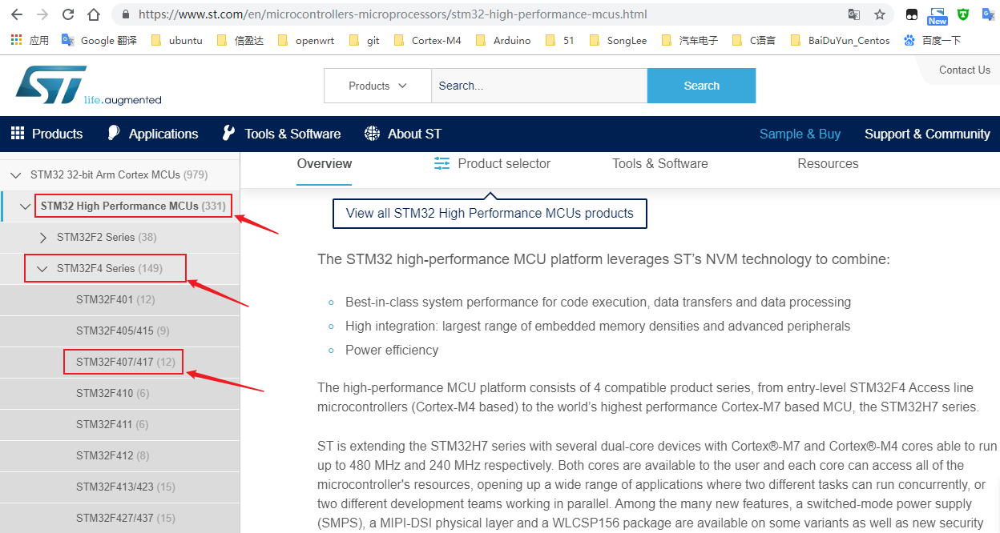 https://www.st.com/en/microcontrollers-microprocessors/stm32-high-performance-mcus.html
New
应用 Google 翻译 ubuntu 信盈达 openwrt git Cortex-M4 Arduino 51 SongLee 汽车电子 C语言 BaiDuYun_Centos 百度一下
ST
life.augmented
Products Search... Search
Contact Us
Products Applications Tools & Software About ST Sample & Buy Support & Community
Overview Product selector Tools & Software Resources
STM32 32-bit Arm Cortex MCUs (979)
STM32 High Performance MCUs (331)
STM32F2 Series (38)
STM32F4 Series (149)
STM32F401 (12)
STM32F405/415 (9)
STM32F407/417 (12)
STM32F410 (6)
STM32F411 (6)
STM32F412 (8)
STM32F413/423 (15)
STM32F427/437 (15)
View all STM32 High Performance MCUs products
The STM32 high-performance MCU platform leverages ST’s NVM technology to combine:
Best-in-class system performance for code execution, data transfers and data processing
High integration: largest range of embedded memory densities and advanced peripherals
Power efficiency
The high-performance MCU platform consists of 4 compatible product series, from entry-level STM32F4 Access line
microcontrollers (Cortex-M4 based) to the world’s highest performance Cortex-M7 based MCU, the STM32H7 series.
ST is extending the STM32H7 series with several dual-core devices with Cortex®-M7 and Cortex®-M4 cores able to run
up to 480 MHz and 240 MHz respectively. Both cores are available to the user and each core can access all of the
microcontroller's resources, opening up a wide range of applications where two different tasks can run concurrently, or
two different development teams working in parallel. Among the many new features, a switched-mode power supply
(SMPS), a MIPI-DSI physical layer and a WLCSP156 package are available on some variants as well as new security